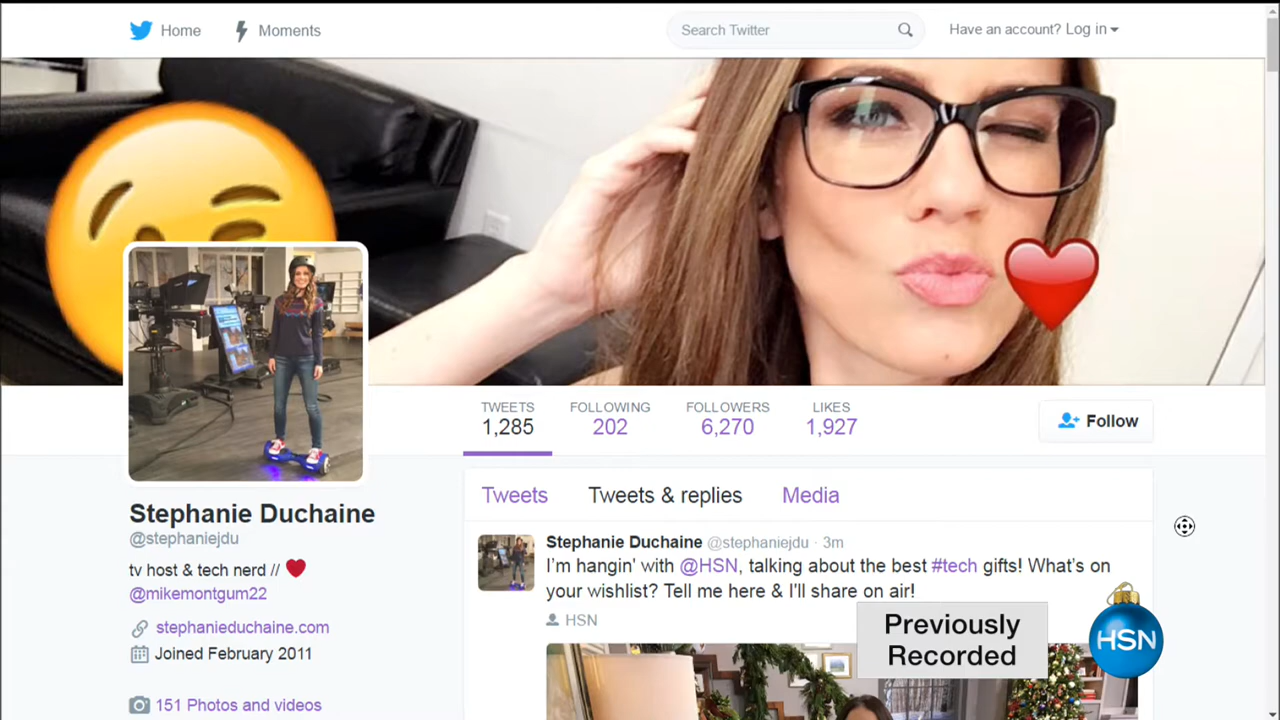 Home
Moments
Search Twitter
Have an account? Log in
TWEETS
1,285
FOLLOWING
202
FOLLOWERS
6,270
LIKES
1,927
Follow
Stephanie Duchaine
@stephaniejdu
tv host & tech nerd //
@mikemontgum22
stephanieduchaine.com
Joined February 2011
151 Photos and videos
Tweets
Tweets & replies
Media
Stephanie Duchaine @stephaniejdu · 3m
I'm hangin' with @HSN, talking about the best #tech gifts! What's on
your wishlist? Tell me here & I'll share on air!
HSN
Previously
Recorded
HSN